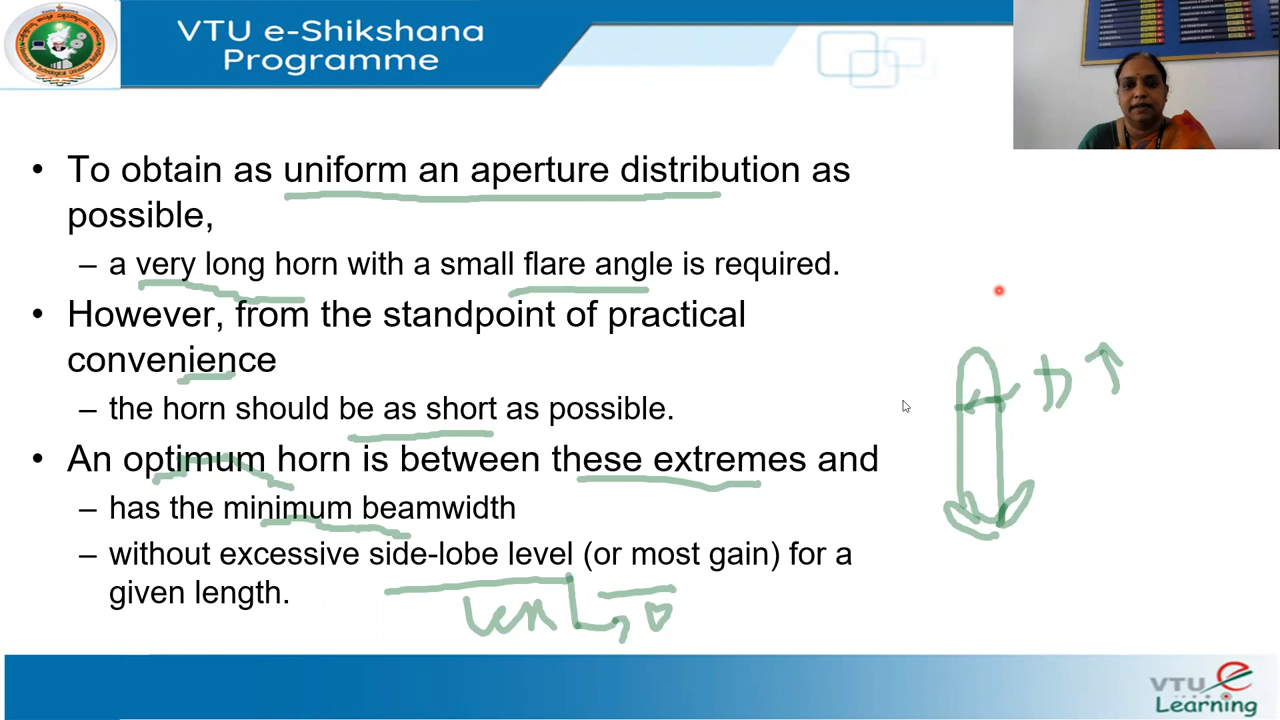 VTU e-Shikshana
Programme
• To obtain as uniform an aperture distribution as
possible,
– a very long horn with a small flare angle is required.
• However, from the standpoint of practical
convenience
– the horn should be as short as possible.
• An optimum horn is between these extremes and
– has the minimum beamwidth
– without excessive side-lobe level (or most gain) for a
given length.
D ↑
VTU e
Learning